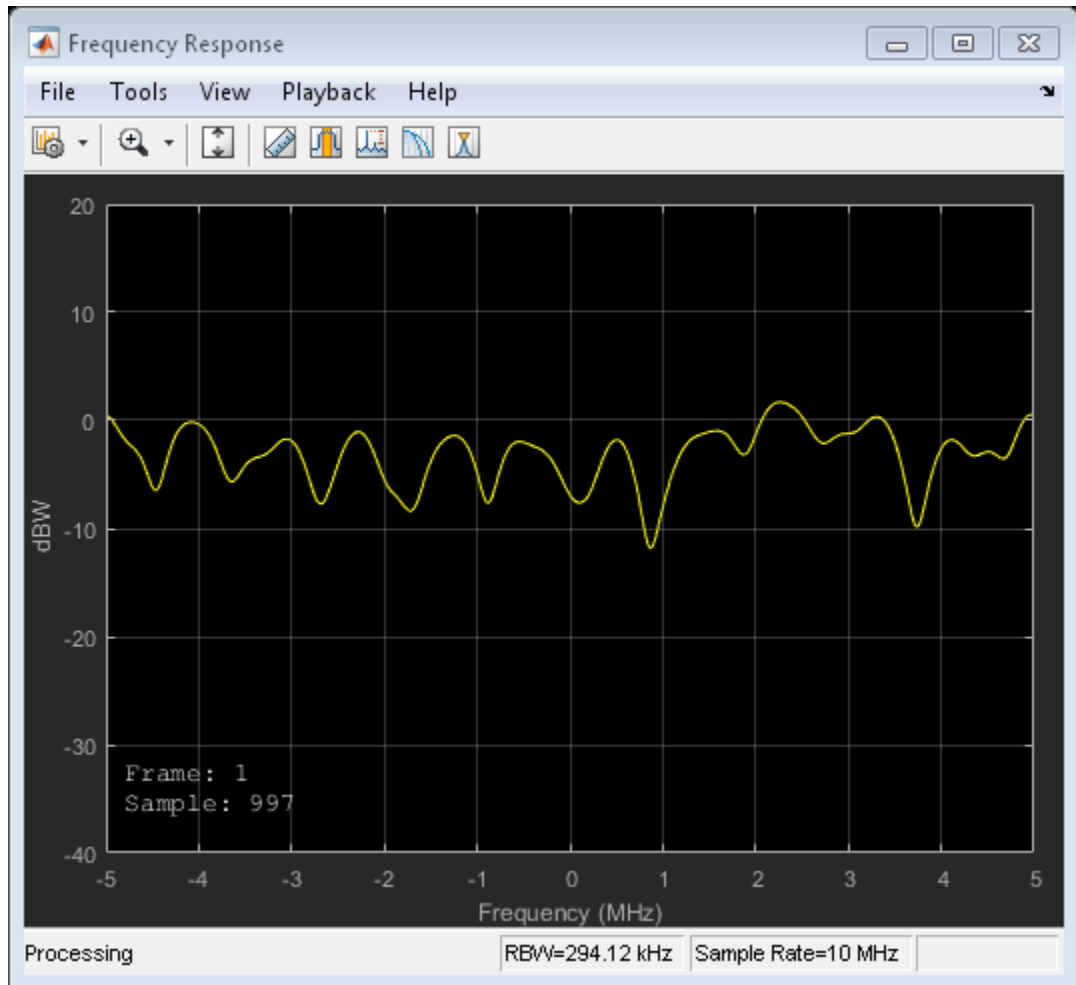 Frequency Response
File Tools View Playback Help
20
10
0
-10
-20
-30
-40
dBW
Frame: 1
Sample: 997
-5 -4 -3 -2 -1 0 1 2 3 4 5
Frequency (MHz)
Processing RBW=294.12 kHz Sample Rate=10 MHz